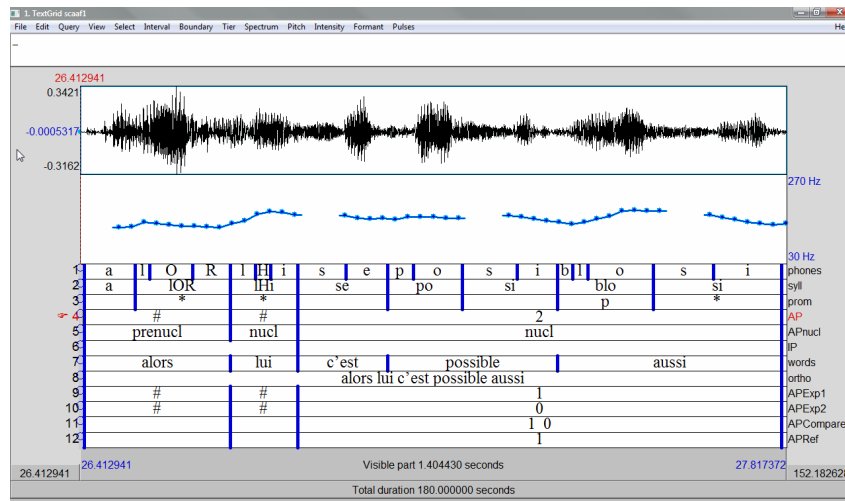 1. TextGrid scaaf1
File Edit Query View Select Interval Boundary Tier Spectrum Pitch Intensity Formant Pulses He
26.412941
0.3421
-0.0005317
-0.3162
270 Hz
30 Hz
1 a l O R l H i s e p o s i b l o s i phones
2 a lOR lHi se po si blo si syll
3 * * p * prom
4 # # 2 AP
5 prenucl nucl nucl APnucl
6 IP
7 alors lui c'est possible aussi words
8 alors lui c'est possible aussi ortho
9 # # 1 APExp1
10 # # 0 APExp2
11 1 0 APCompare
12 1 APRef
26.412941 26.412941 Visible part 1.404430 seconds 27.817372 152.182628
Total duration 180.000000 seconds